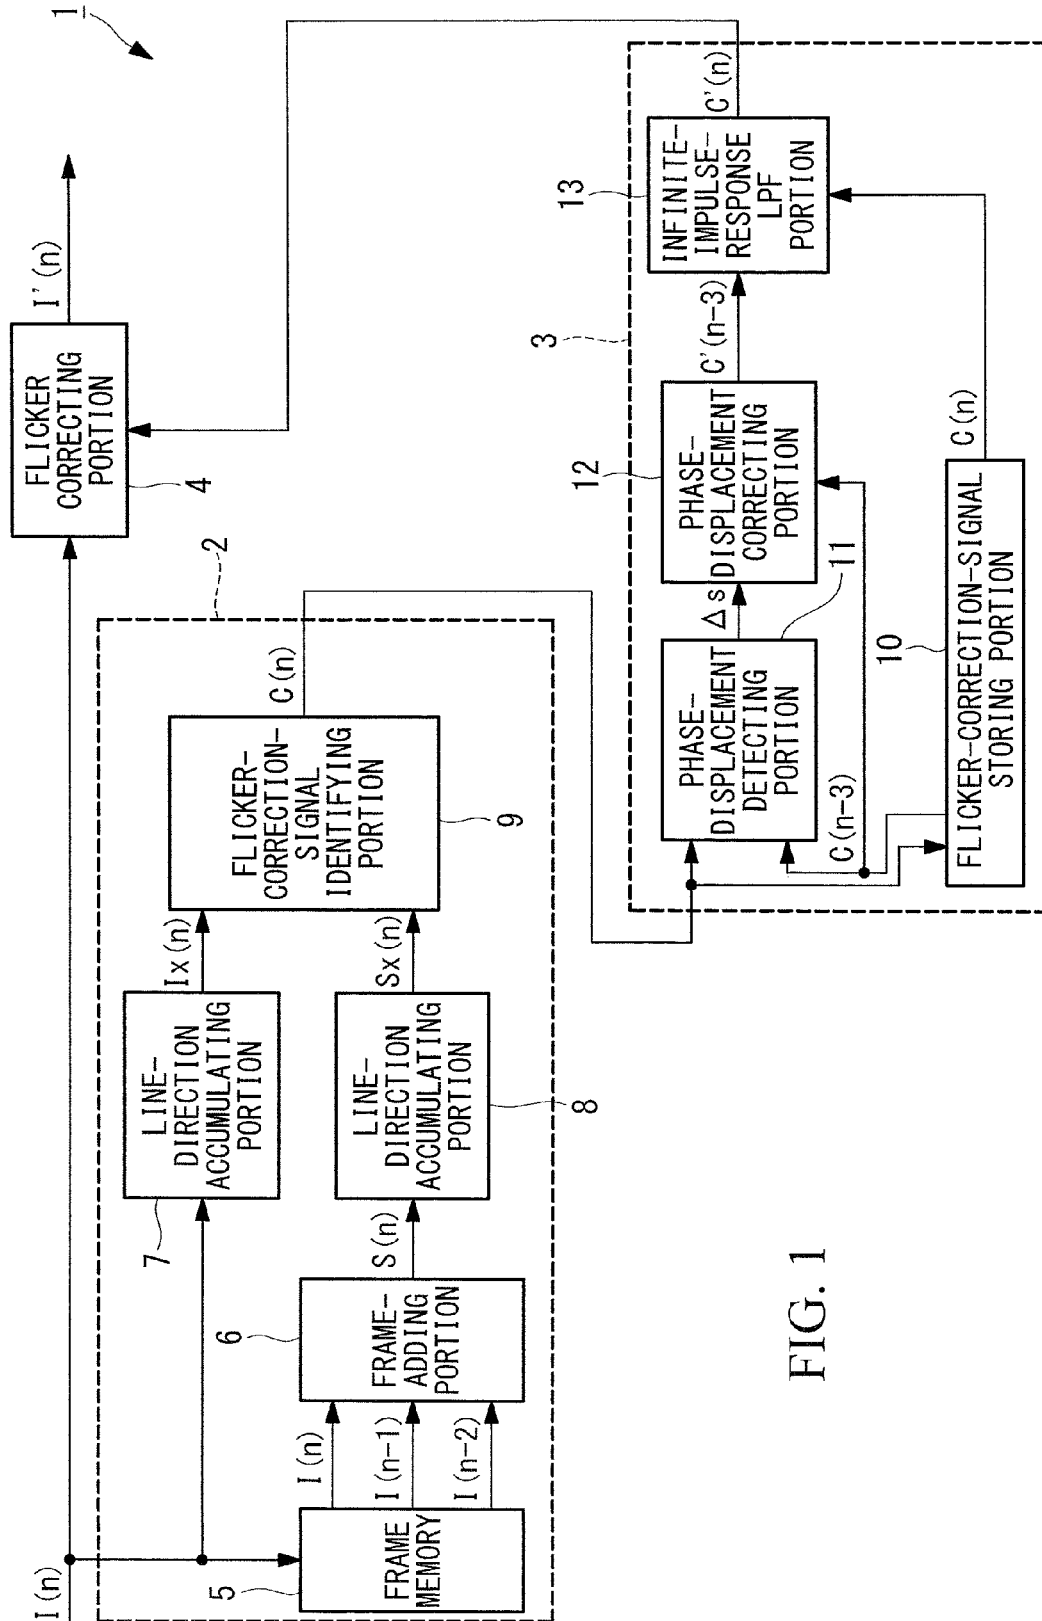 1
I(n)
FLICKER
CORRECTING
PORTION
4
I'(n)
2
7
LINE-
DIRECTION
ACCUMULATING
PORTION
Ix(n)
5
FRAME
MEMORY
I(n)
I(n-1)
I(n-2)
6
FRAME-
ADDING
PORTION
S(n)
LINE-
DIRECTION
ACCUMULATING
PORTION
8
Sx(n)
FLICKER-
CORRECTION-
SIGNAL
IDENTIFYING
PORTION
9
C(n)
3
PHASE-
DISPLACEMENT
DETECTING
PORTION
11
Δs
12
PHASE-
DISPLACEMENT
CORRECTING
PORTION
C'(n-3)
13
INFINITE-
IMPULSE-
RESPONSE
LPF
PORTION
C'(n)
C(n-3)
10
FLICKER-CORRECTION-SIGNAL
STORING PORTION
C(n)
FIG. 1